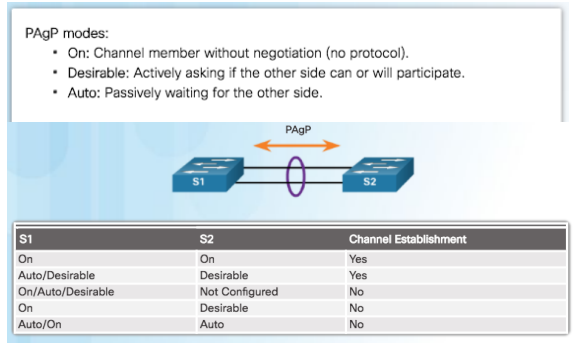 PAgP modes:
• On: Channel member without negotiation (no protocol).
• Desirable: Actively asking if the other side can or will participate.
• Auto: Passively waiting for the other side.
PAgP
S1 S2
S1 S2 Channel Establishment
On On Yes
Auto/Desirable Desirable Yes
On/Auto/Desirable Not Configured No
On Desirable No
Auto/On Auto No